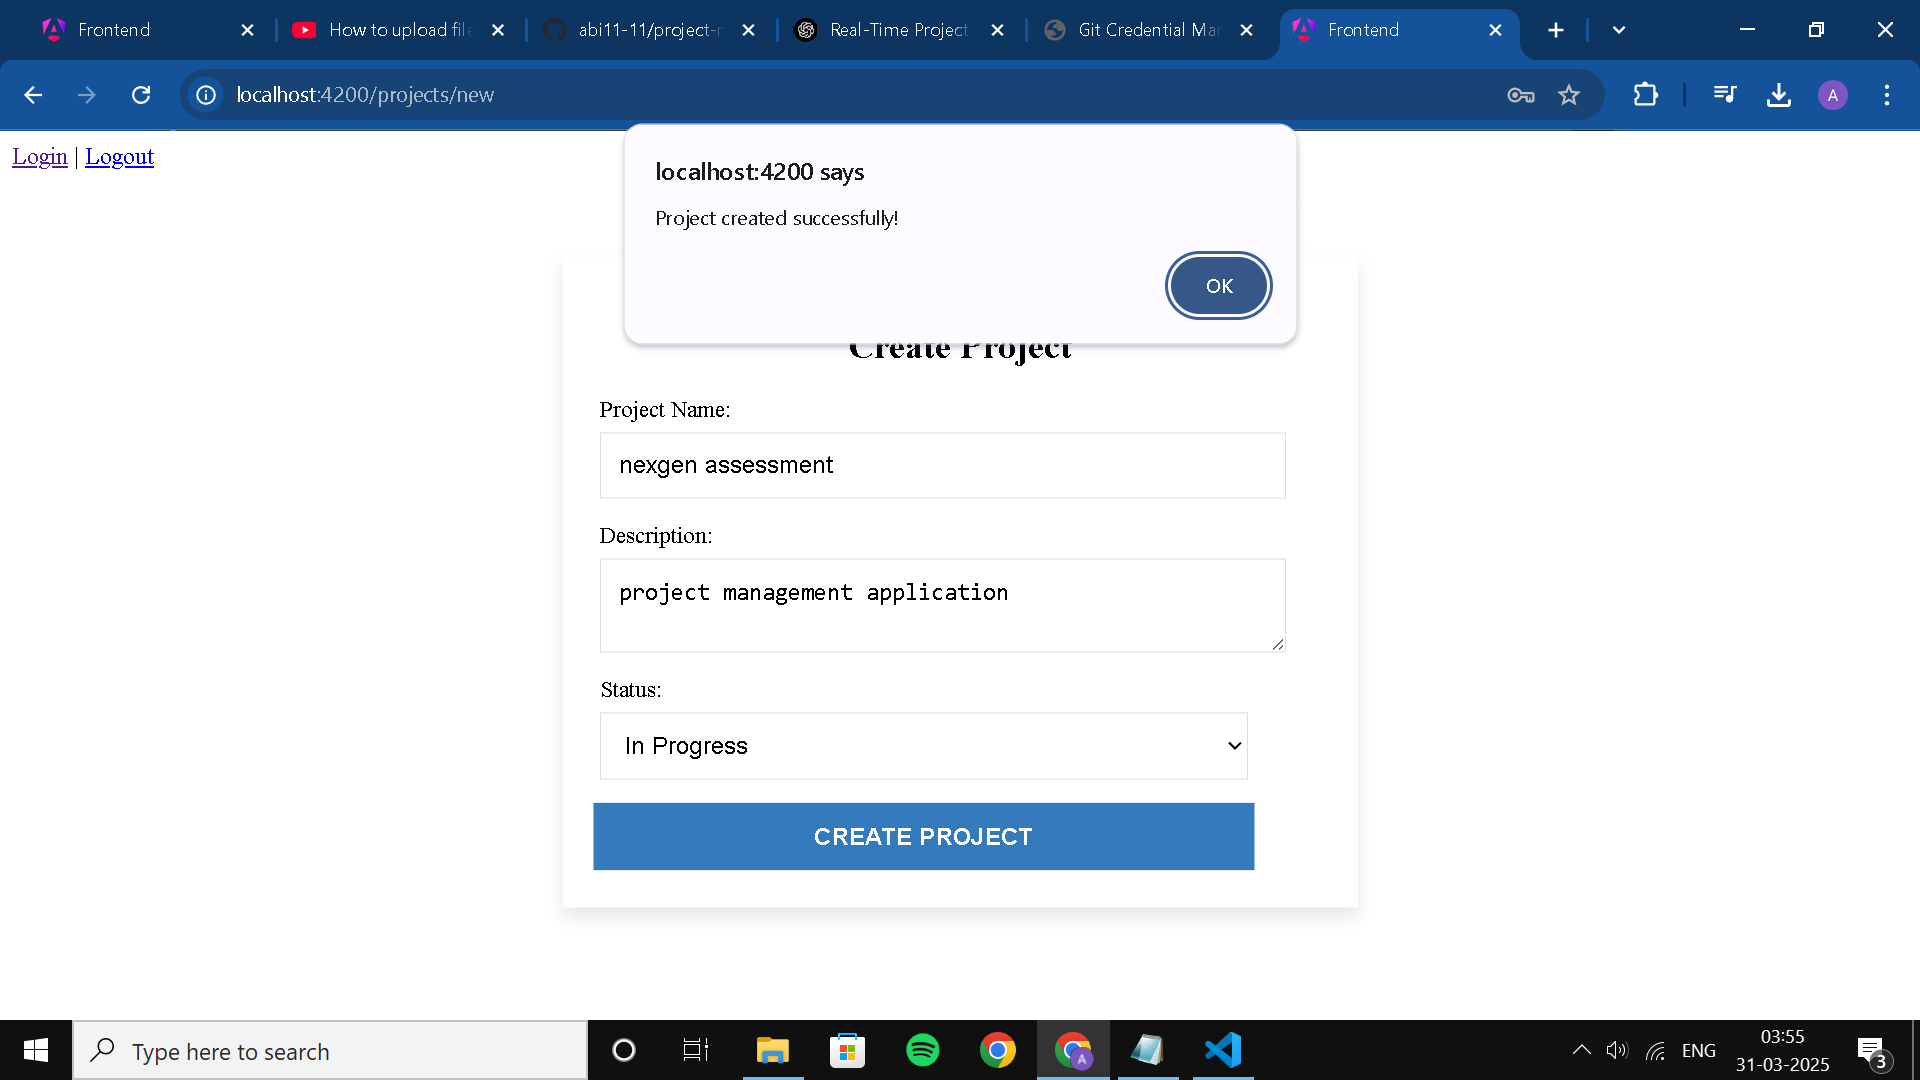 Frontend
How to upload file
abi11-11/project-r
Real-Time Project
Git Credential Mar
Frontend
localhost:4200/projects/new
A
Login | Logout
localhost:4200 says
Project created successfully!
OK
Create Project
Project Name:
nexgen assessment
Description:
project management application
Status:
In Progress
CREATE PROJECT
Type here to search
A
ENG
03:55
31-03-2025
3